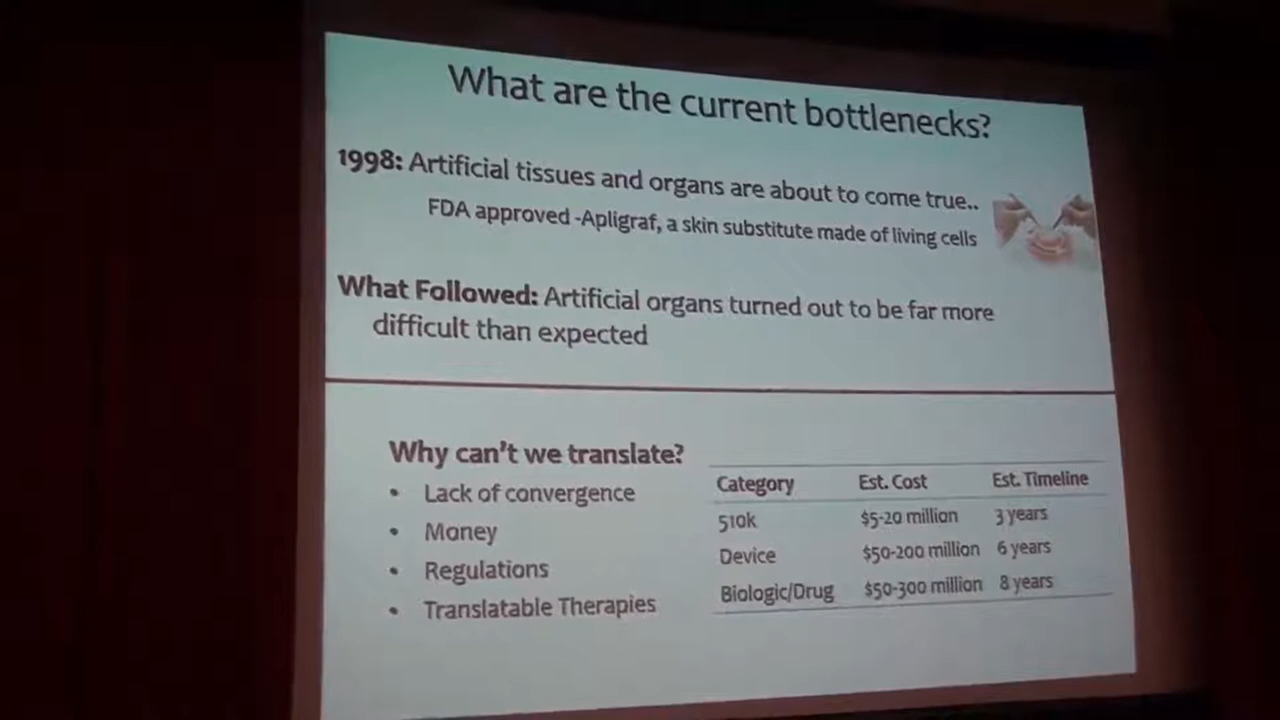 What are the current bottlenecks?
1998: Artificial tissues and organs are about to come true..
FDA approved -Apligraf, a skin substitute made of living cells
What Followed: Artificial organs turned out to be far more
difficult than expected
Why can't we translate?
• Lack of convergence
• Money
• Regulations
• Translatable Therapies
Category Est. Cost Est. Timeline
510k $5-20 million 3 years
Device $50-200 million 6 years
Biologic/Drug $50-300 million 8 years